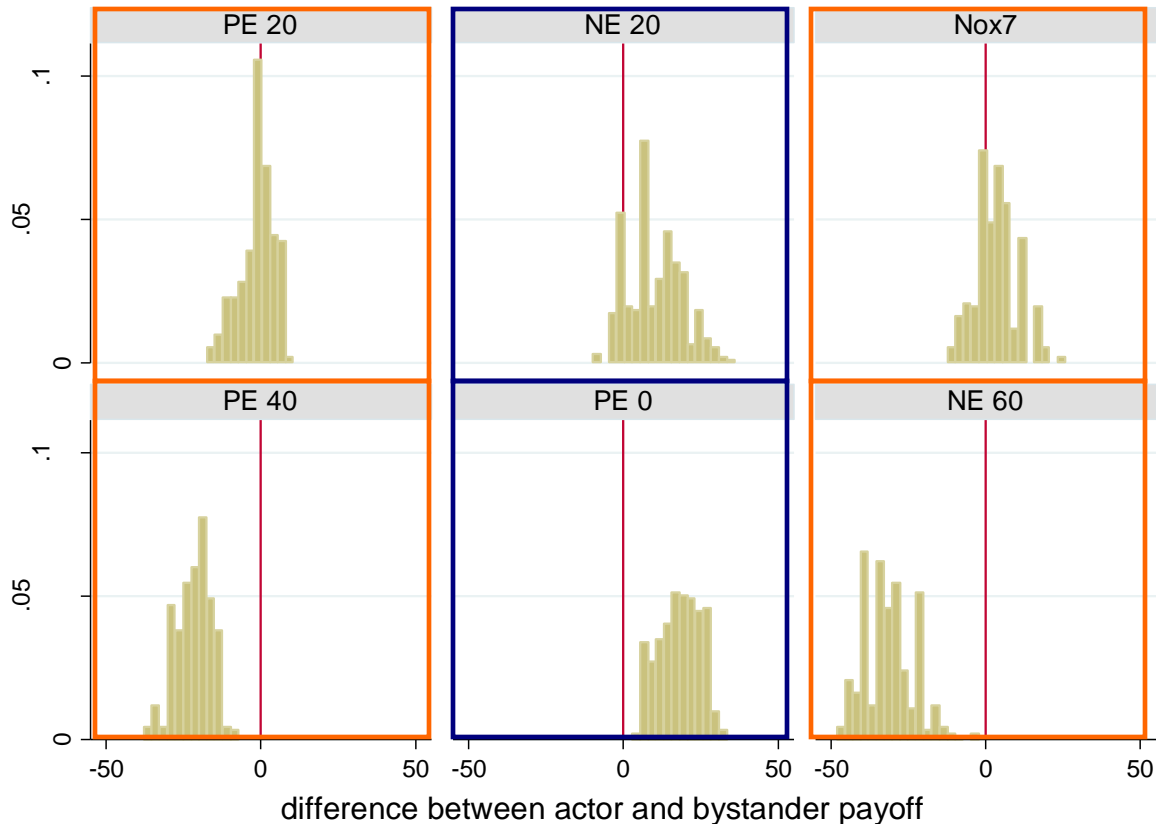 PE 20
NE 20
Nox7
.1
.05
0
PE 40
PE 0
NE 60
.1
.05
0
-50 0 50
-50 0 50
-50 0 50
difference between actor and bystander payoff